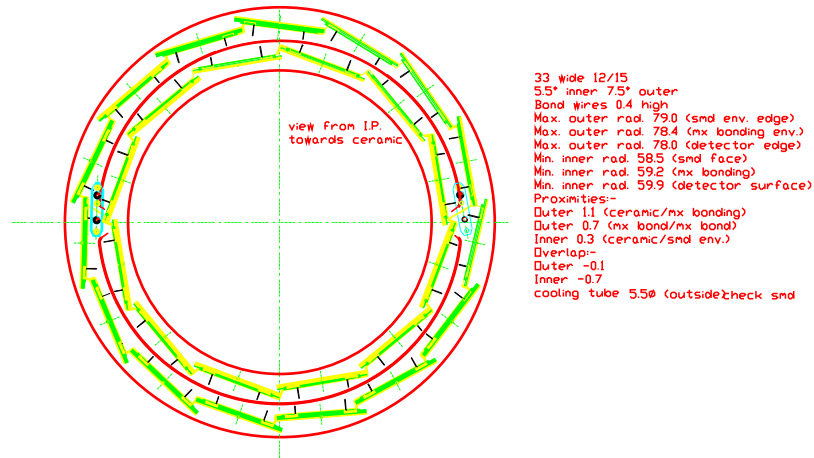 view from I.P.
towards ceramic
33 wide 12/15
5.5° inner 7.5° outer
Bond wires 0.4 high
Max. outer rad. 79.0 (smd env. edge)
Max. outer rad. 78.4 (mx bonding env.)
Max. outer rad. 78.0 (detector edge)
Min. inner rad. 58.5 (smd face)
Min. inner rad. 59.2 (mx bonding)
Min. inner rad. 59.9 (detector surface)
Proximities:-
Outer 1.1 (ceramic/mx bonding)
Outer 0.7 (mx bond/mx bond)
Inner 0.3 (ceramic/smd env.)
Overlap:-
Outer -0.1
Inner -0.7
cooling tube 5.5ø (outside)check smd